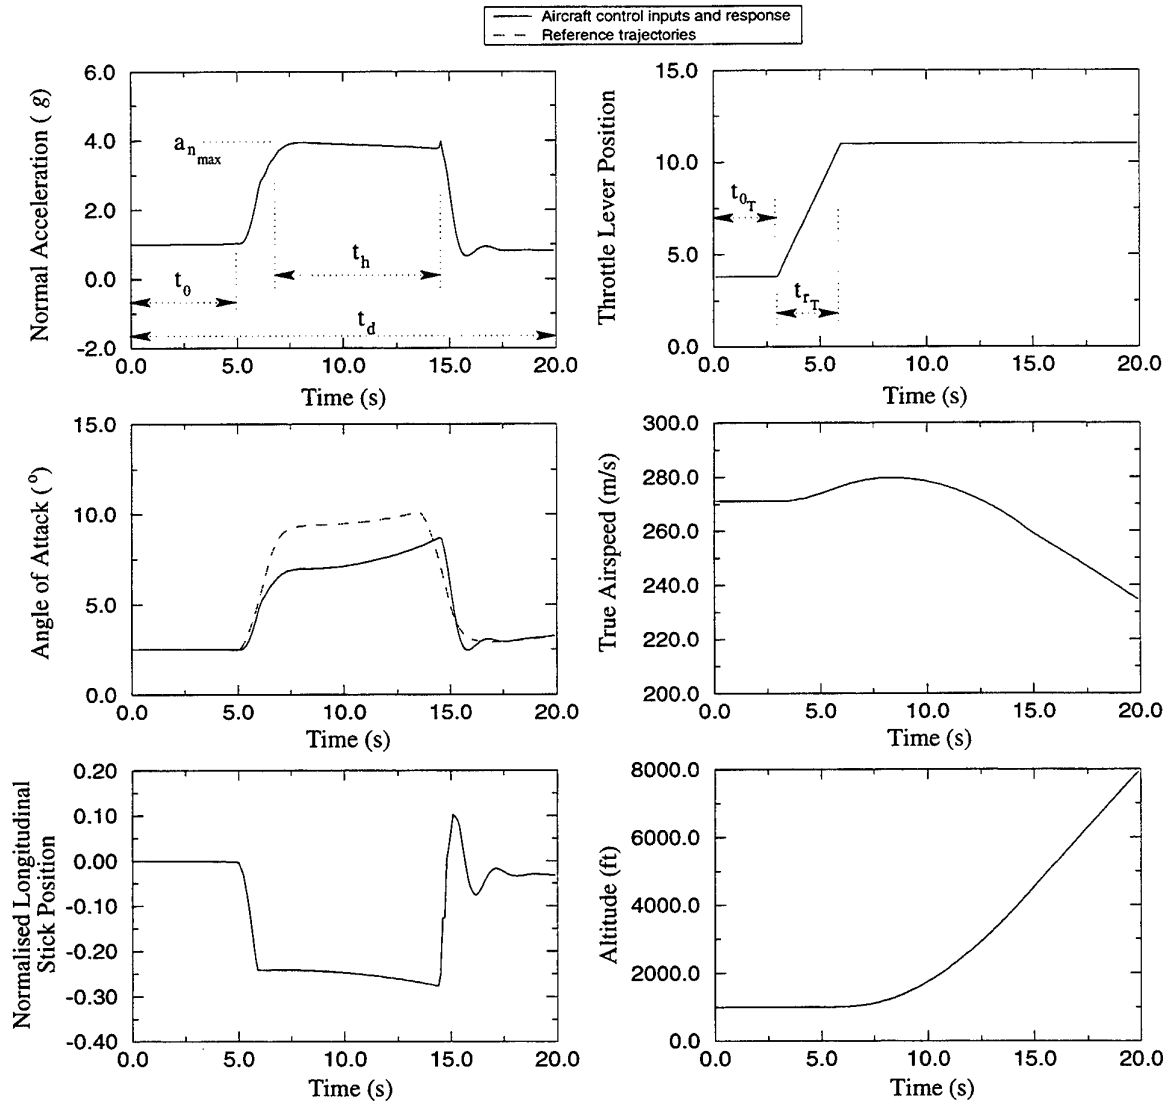 Aircraft control inputs and response
Reference trajectories
Normal Acceleration ( g)
6.0
4.0
2.0
0.0
-2.0
a n max
t h
t 0
t d
0.0 5.0 10.0 15.0 20.0
Time (s)
Throttle Lever Position
15.0
10.0
5.0
0.0
t 0 T
t r T
0.0 5.0 10.0 15.0 20.0
Time (s)
Angle of Attack (°)
15.0
10.0
5.0
0.0
0.0 5.0 10.0 15.0 20.0
Time (s)
True Airspeed (m/s)
300.0
280.0
260.0
240.0
220.0
200.0
0.0 5.0 10.0 15.0 20.0
Time (s)
Normalised Longitudinal
Stick Position
0.20
0.10
0.00
-0.10
-0.20
-0.30
-0.40
0.0 5.0 10.0 15.0 20.0
Time (s)
Altitude (ft)
8000.0
6000.0
4000.0
2000.0
0.0
0.0 5.0 10.0 15.0 20.0
Time (s)